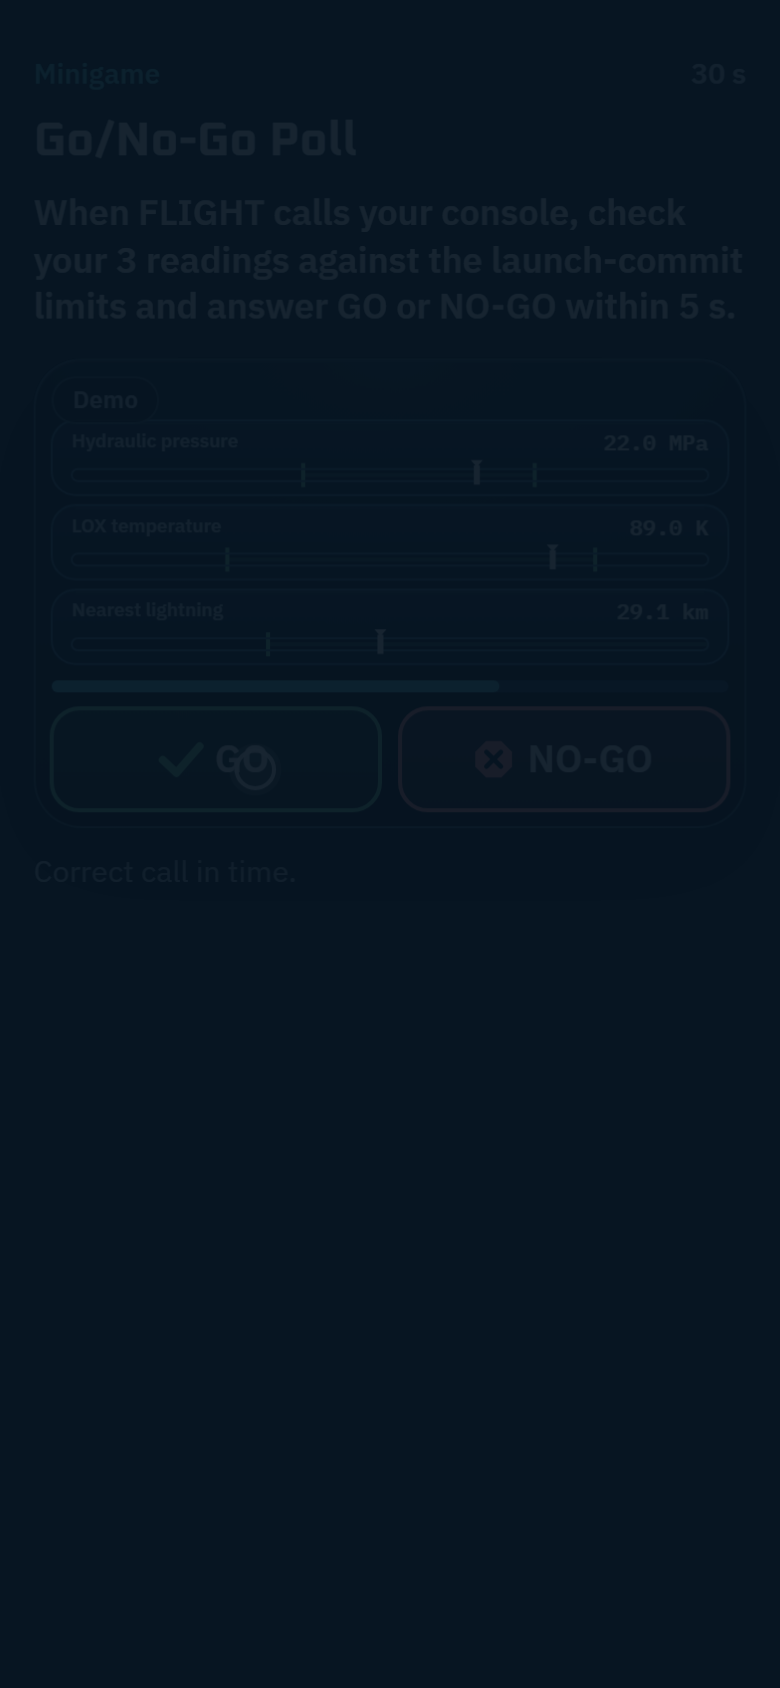 Minigame
30 s
Go/No-Go Poll
When FLIGHT calls your console, check
your 3 readings against the launch-commit
limits and answer GO or NO-GO within 5 s.
Demo
Hydraulic pressure
22.0 MPa
LOX temperature
89.0 K
Nearest lightning
29.1 km
GO
NO-GO
Correct call in time.